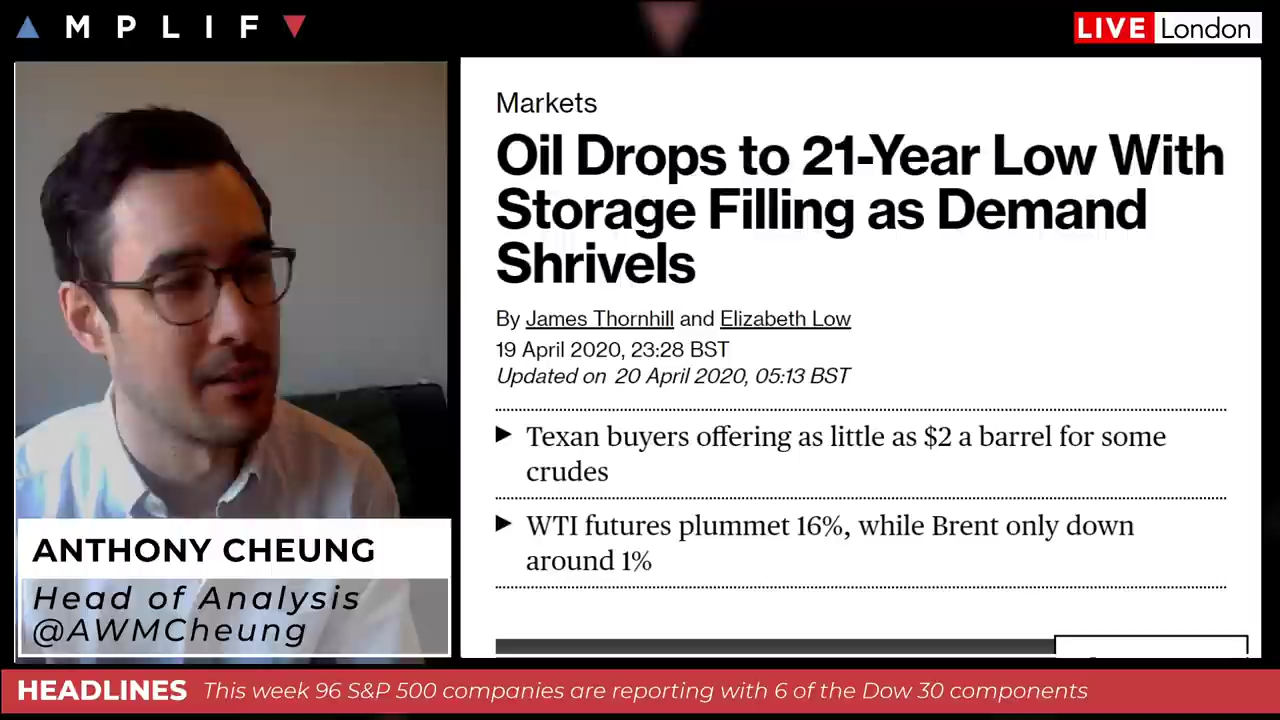 ▲ M P L I F ▼
LIVE London
Markets
Oil Drops to 21-Year Low With
Storage Filling as Demand
Shrivels
By James Thornhill and Elizabeth Low
19 April 2020, 23:28 BST
Updated on 20 April 2020, 05:13 BST
▶ Texan buyers offering as little as $2 a barrel for some
crudes
▶ WTI futures plummet 16%, while Brent only down
around 1%
ANTHONY CHEUNG
Head of Analysis
@AWMCheung
HEADLINES This week 96 S&P 500 companies are reporting with 6 of the Dow 30 components